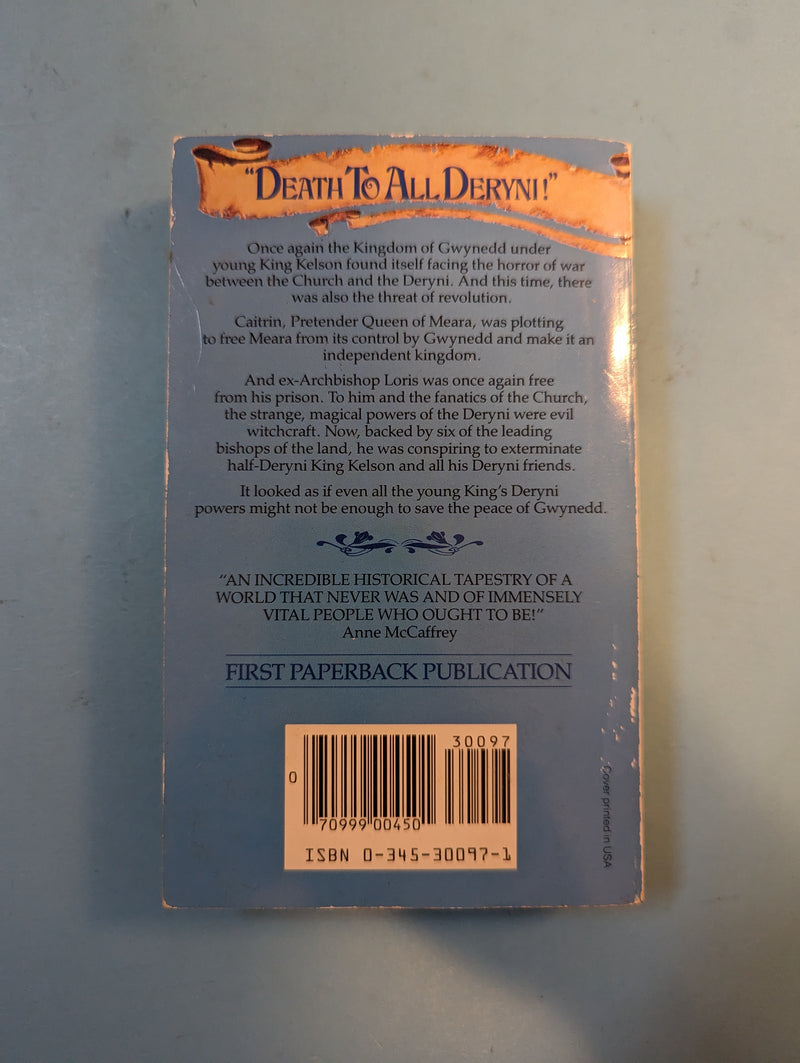 "DEATH TO ALL DERYNI!"
Once again the Kingdom of Gwynedd under
young King Kelson found itself facing the horror of war
between the Church and the Deryni. And this time, there
was also the threat of revolution.
Caitrin, Pretender Queen of Meara, was plotting
to free Meara from its control by Gwynedd and make it an
independent kingdom.
And ex-Archbishop Loris was once again free
from his prison. To him and the fanatics of the Church,
the strange, magical powers of the Deryni were evil
witchcraft. Now, backed by six of the leading
bishops of the land, he was conspiring to exterminate
half-Deryni King Kelson and all his Deryni friends.
It looked as if even all the young King's Deryni
powers might not be enough to save the peace of Gwynedd.
"AN INCREDIBLE HISTORICAL TAPESTRY OF A
WORLD THAT NEVER WAS AND OF IMMENSELY
VITAL PEOPLE WHO OUGHT TO BE!"
Anne McCaffrey
FIRST PAPERBACK PUBLICATION
30097
0
70999 00450
ISBN 0-345-30097-1
Cover printed in USA